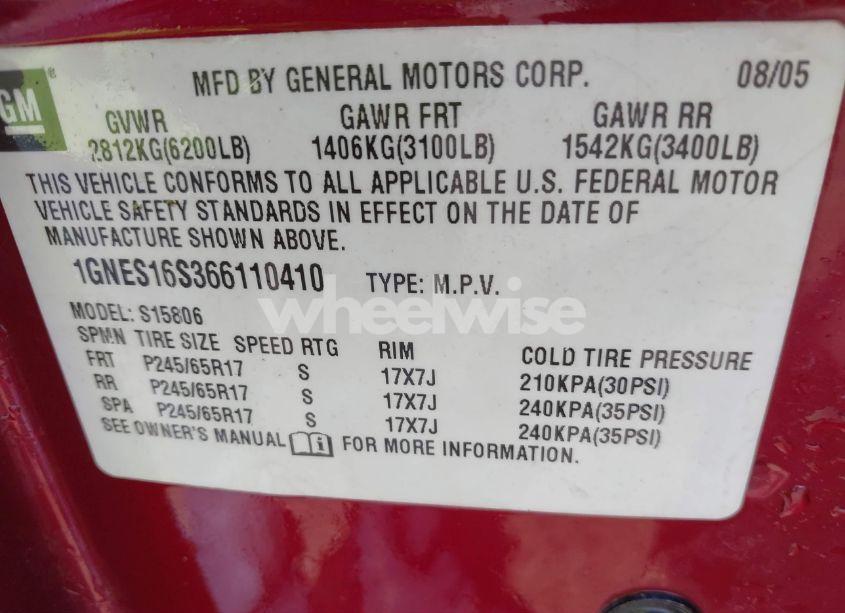 GM
MFD BY GENERAL MOTORS CORP. 08/05
GVWR GAWR FRT GAWR RR
2812KG(6200LB) 1406KG(3100LB) 1542KG(3400LB)
THIS VEHICLE CONFORMS TO ALL APPLICABLE U.S. FEDERAL MOTOR
VEHICLE SAFETY STANDARDS IN EFFECT ON THE DATE OF
MANUFACTURE SHOWN ABOVE.
1GNES16S366110410 TYPE: M.P.V.
wheelwise
MODEL: S15806
SPMN TIRE SIZE SPEED RTG RIM COLD TIRE PRESSURE
FRT P245/65R17 S 17X7J 210KPA(30PSI)
RR P245/65R17 S 17X7J 240KPA(35PSI)
SPA P245/65R17 S 17X7J 240KPA(35PSI)
SEE OWNER'S MANUAL i FOR MORE INFORMATION.